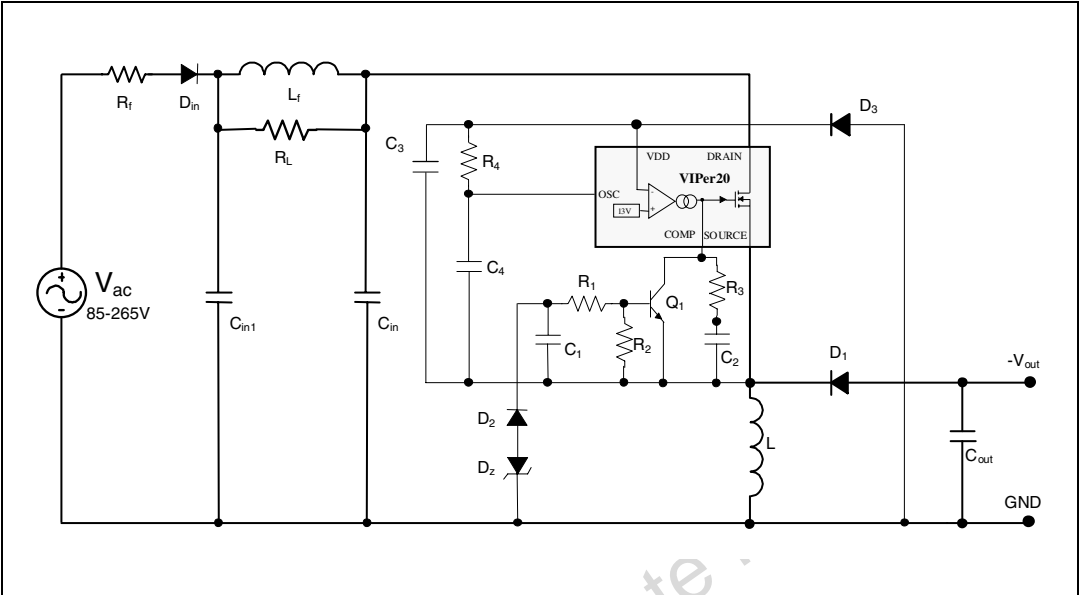 Rf
Din
Lf
RL
C3
R4
D3
VDD
DRAIN
VIPer20
OSC
13V
-
+
COMP
SOURCE
C4
Vac
85-265V
+
-
Cin1
Cin
R1
Q1
R3
C1
R2
C2
D1
-Vout
D2
Dz
L
Cout
GND